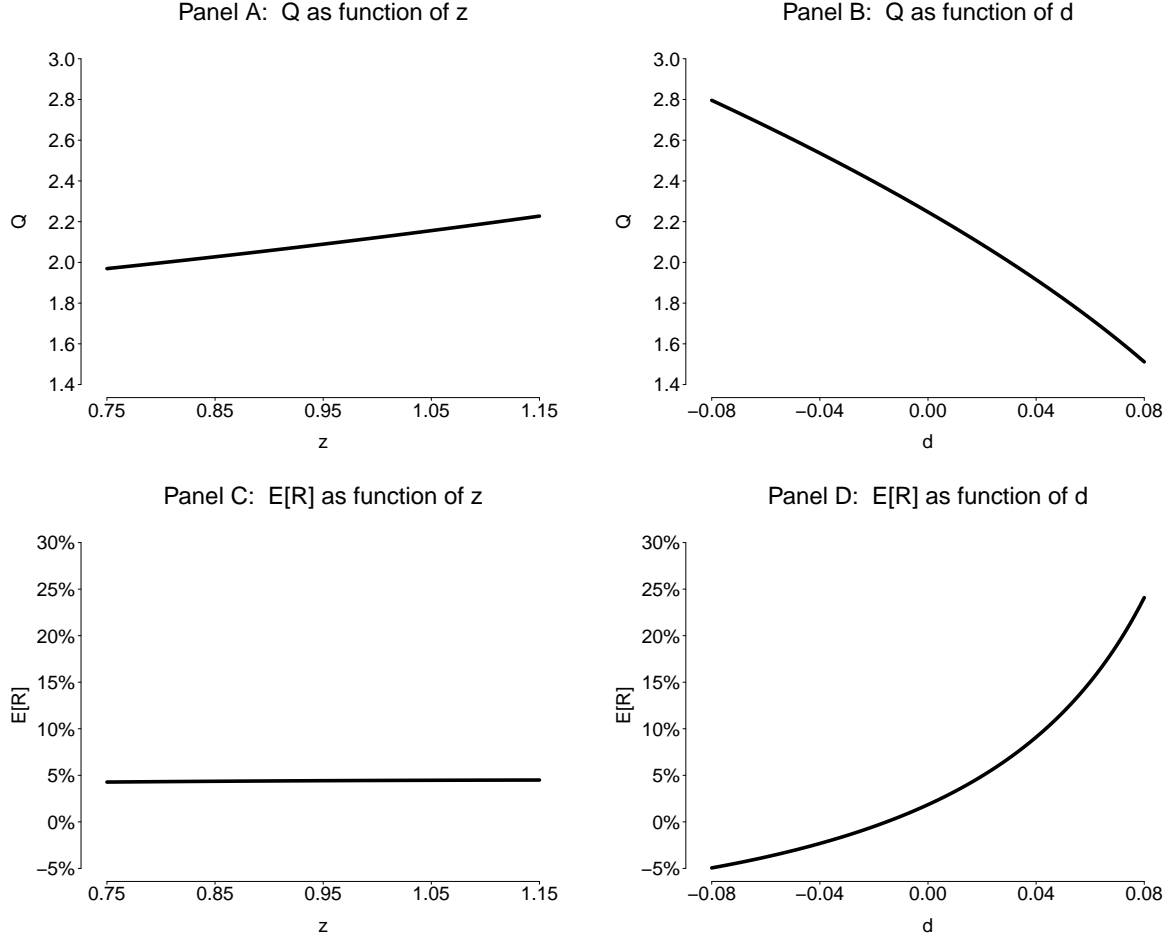 Panel A:  Q as function of z
3.0
2.8
2.6
2.4
2.2
2.0
1.8
1.6
1.4
Q
0.75 0.85 0.95 1.05 1.15
z
Panel B:  Q as function of d
3.0
2.8
2.6
2.4
2.2
2.0
1.8
1.6
1.4
Q
−0.08 −0.04 0.00 0.04 0.08
d
Panel C:  E[R] as function of z
30%
25%
20%
15%
10%
5%
0%
−5%
E[R]
0.75 0.85 0.95 1.05 1.15
z
Panel D:  E[R] as function of d
30%
25%
20%
15%
10%
5%
0%
−5%
E[R]
−0.08 −0.04 0.00 0.04 0.08
d